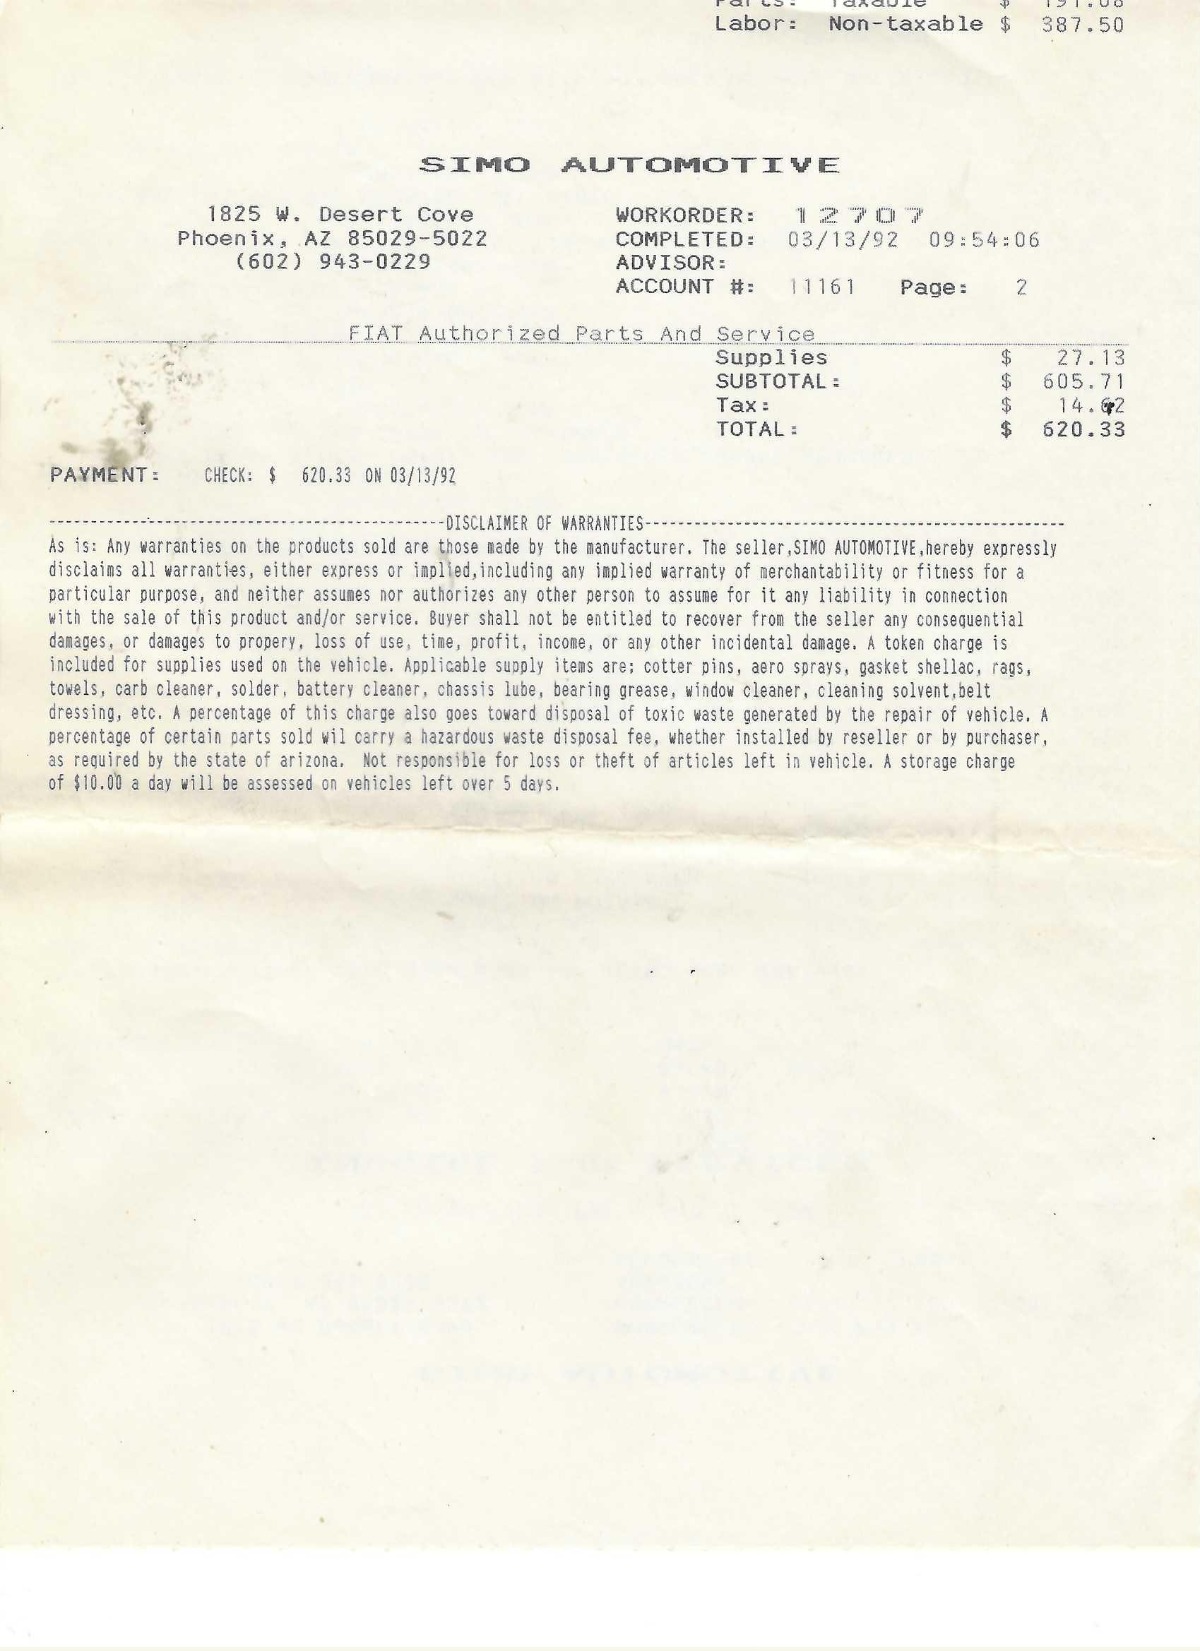 Parts: Taxable $ 191.08
Labor: Non-taxable $ 387.50
SIMO AUTOMOTIVE
1825 W. Desert Cove
Phoenix, AZ 85029-5022
(602) 943-0229
WORKORDER: 12707
COMPLETED: 03/13/92 09:54:06
ADVISOR:
ACCOUNT #: 11161 Page: 2
FIAT Authorized Parts And Service
Supplies $ 27.13
SUBTOTAL: $ 605.71
Tax: $ 14.62
TOTAL: $ 620.33
PAYMENT: CHECK: $ 620.33 ON 03/13/92
-----------------------------------------------DISCLAIMER OF WARRANTIES--------------------------------------------------
As is: Any warranties on the products sold are those made by the manufacturer. The seller,SIMO AUTOMOTIVE,hereby expressly
disclaims all warranties, either express or implied,including any implied warranty of merchantability or fitness for a
particular purpose, and neither assumes nor authorizes any other person to assume for it any liability in connection
with the sale of this product and/or service. Buyer shall not be entitled to recover from the seller any consequential
damages, or damages to propery, loss of use, time, profit, income, or any other incidental damage. A token charge is
included for supplies used on the vehicle. Applicable supply items are; cotter pins, aero sprays, gasket shellac, rags,
towels, carb cleaner, solder, battery cleaner, chassis lube, bearing grease, window cleaner, cleaning solvent,belt
dressing, etc. A percentage of this charge also goes toward disposal of toxic waste generated by the repair of vehicle. A
percentage of certain parts sold wil carry a hazardous waste disposal fee, whether installed by reseller or by purchaser,
as required by the state of arizona. Not responsible for loss or theft of articles left in vehicle. A storage charge
of $10.00 a day will be assessed on vehicles left over 5 days.